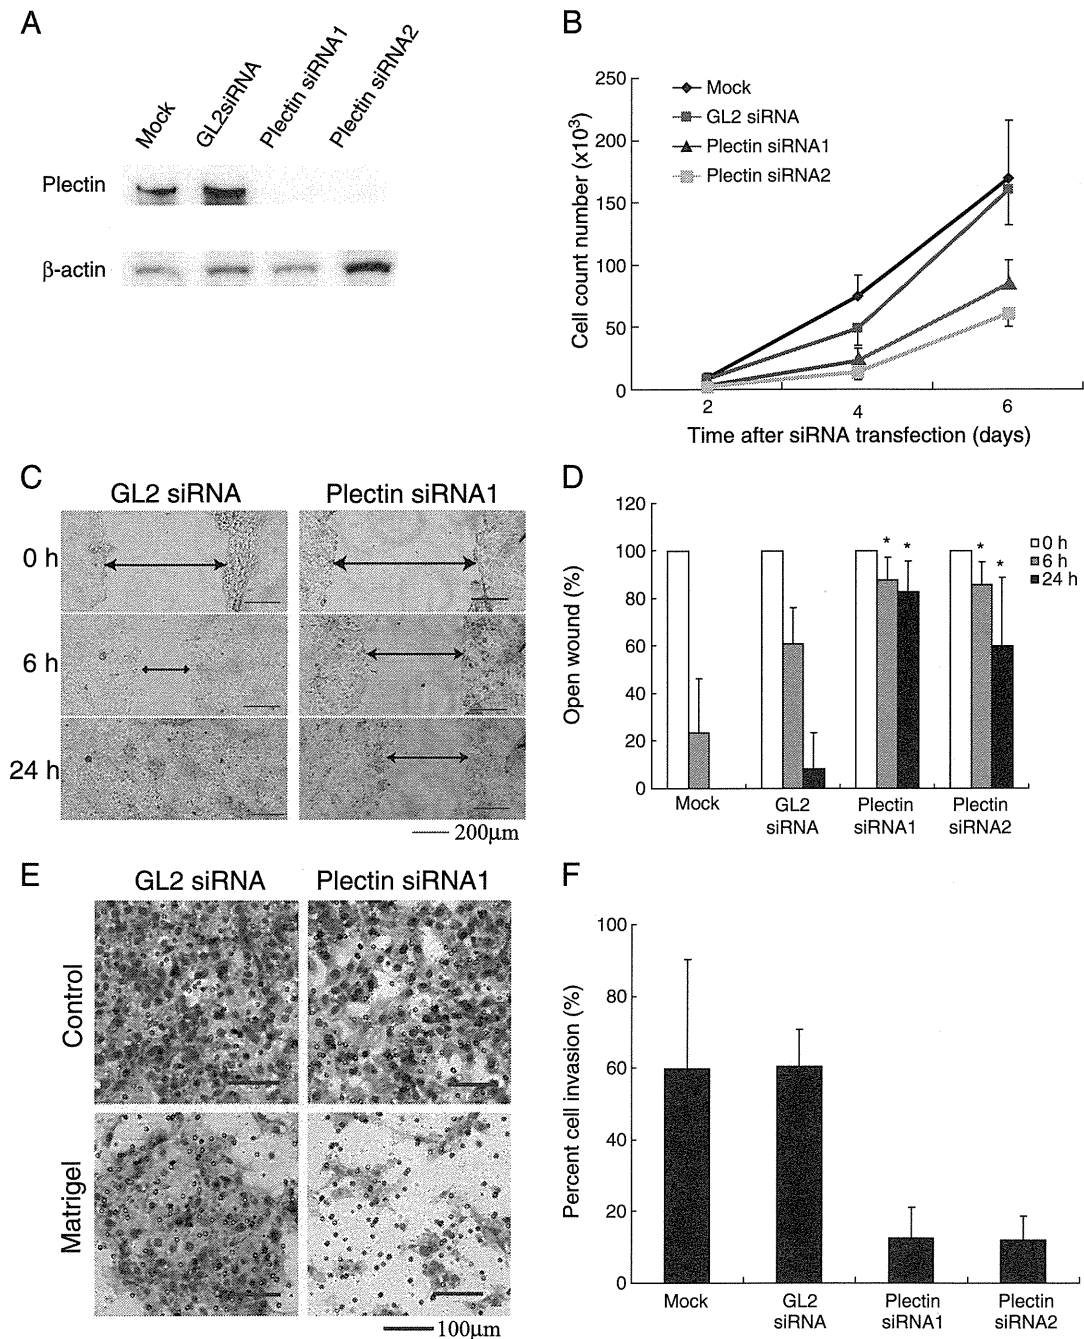 A
Mock
GL2siRNA
Plectin siRNA1
Plectin siRNA2
Plectin
β-actin
B
250
200
150
100
50
0
Cell count number (x10³)
Mock
GL2 siRNA
Plectin siRNA1
Plectin siRNA2
2
4
6
Time after siRNA transfection (days)
C
GL2 siRNA
Plectin siRNA1
0 h
6 h
24 h
200µm
D
120
100
80
60
40
20
0
Open wound (%)
* *
* *
0 h
6 h
24 h
Mock
GL2
siRNA
Plectin
siRNA1
Plectin
siRNA2
E
GL2 siRNA
Plectin siRNA1
Control
Matrigel
100µm
F
100
80
60
40
20
0
Percent cell invasion (%)
Mock
GL2
siRNA
Plectin
siRNA1
Plectin
siRNA2